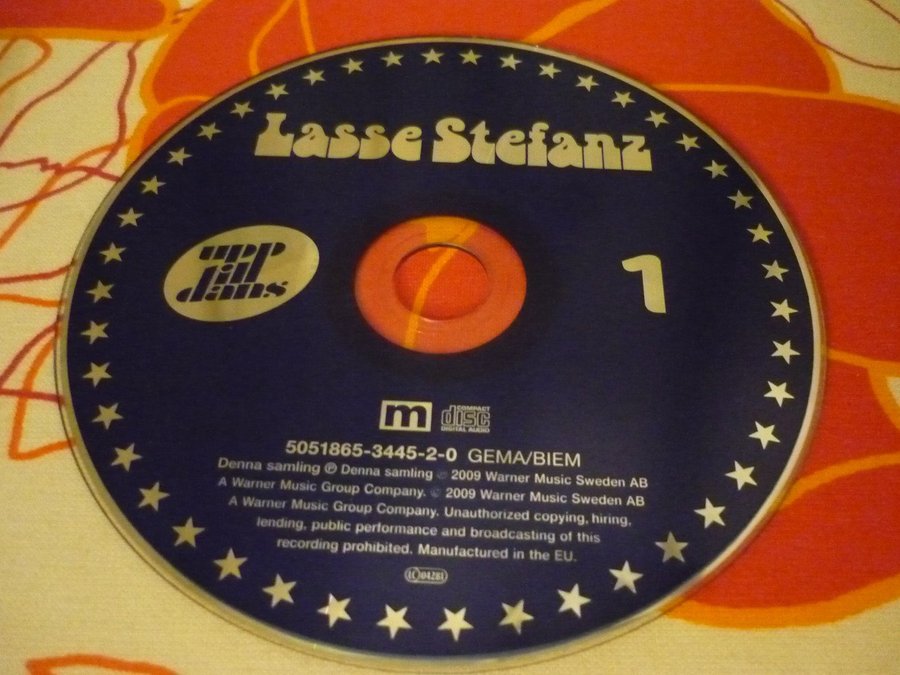 Lasse Stefanz
upp
till
dans
1
m
COMPACT
disc
DIGITAL AUDIO
5051865-3445-2-0 GEMA/BIEM
Denna samling ℗ Denna samling © 2009 Warner Music Sweden AB
A Warner Music Group Company. © 2009 Warner Music Sweden AB
A Warner Music Group Company. Unauthorized copying, hiring,
lending, public performance and broadcasting of this
recording prohibited. Manufactured in the EU.
LC 04281